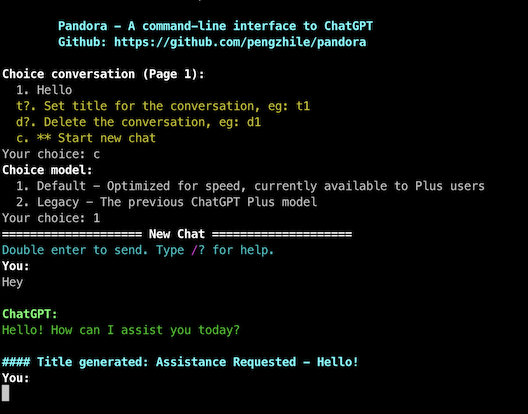 Pandora - A command-line interface to ChatGPT
Github: https://github.com/pengzhile/pandora
Choice conversation (Page 1):
1. Hello
t?. Set title for the conversation, eg: t1
d?. Delete the conversation, eg: d1
c. ** Start new chat
Your choice: c
Choice model:
1. Default - Optimized for speed, currently available to Plus users
2. Legacy - The previous ChatGPT Plus model
Your choice: 1
==================== New Chat ====================
Double enter to send. Type /? for help.
You:
Hey
ChatGPT:
Hello! How can I assist you today?
#### Title generated: Assistance Requested - Hello!
You: